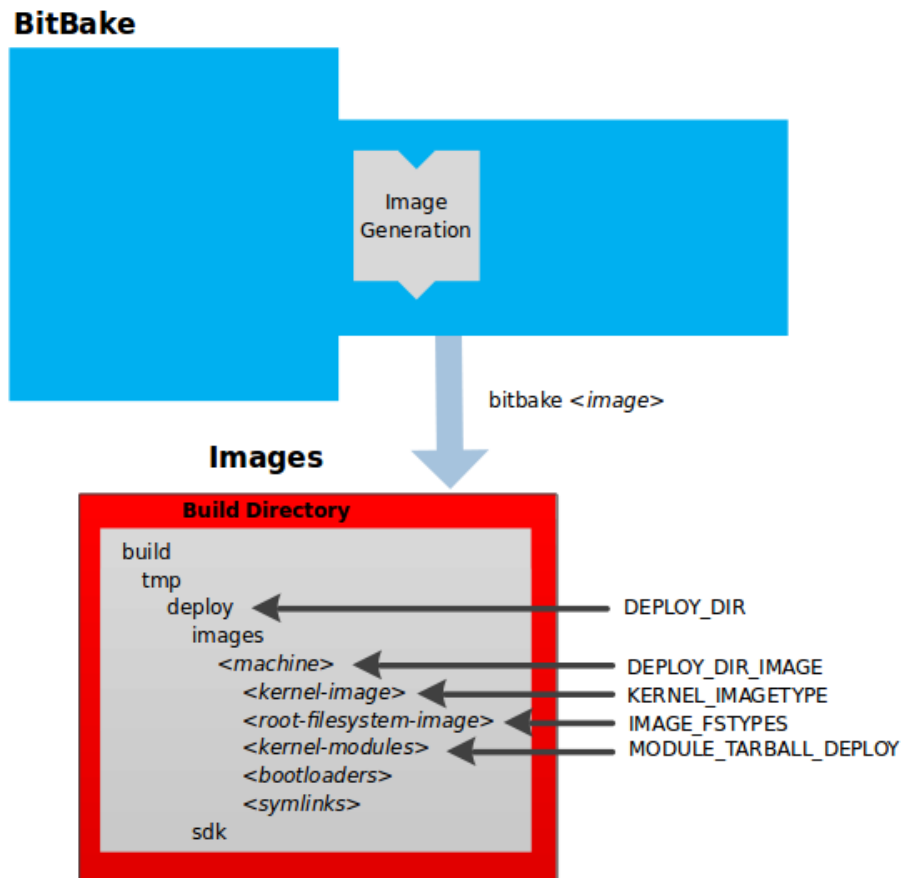 BitBake
Image
Generation
bitbake <image>
Images
Build Directory
build
tmp
deploy
DEPLOY_DIR
images
<machine>
DEPLOY_DIR_IMAGE
<kernel-image>
KERNEL_IMAGETYPE
<root-filesystem-image>
IMAGE_FSTYPES
<kernel-modules>
MODULE_TARBALL_DEPLOY
<bootloaders>
<symlinks>
sdk